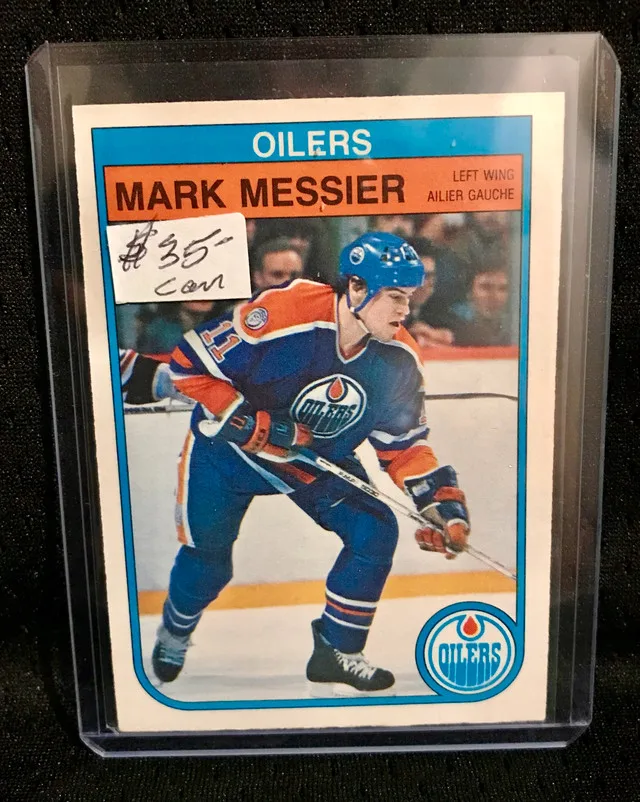 OILERS
MARK MESSIER
LEFT WING
AILIER GAUCHE
$35-
can
11
OILERS
OILERS